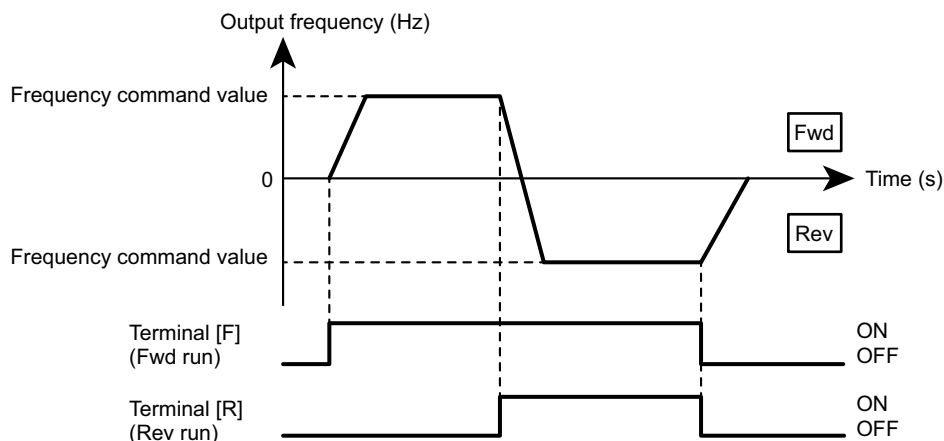 Output frequency (Hz)
Frequency command value
Fwd
0
Time (s)
Rev
Frequency command value
Terminal [F]
(Fwd run)
ON
OFF
Terminal [R]
(Rev run)
ON
OFF